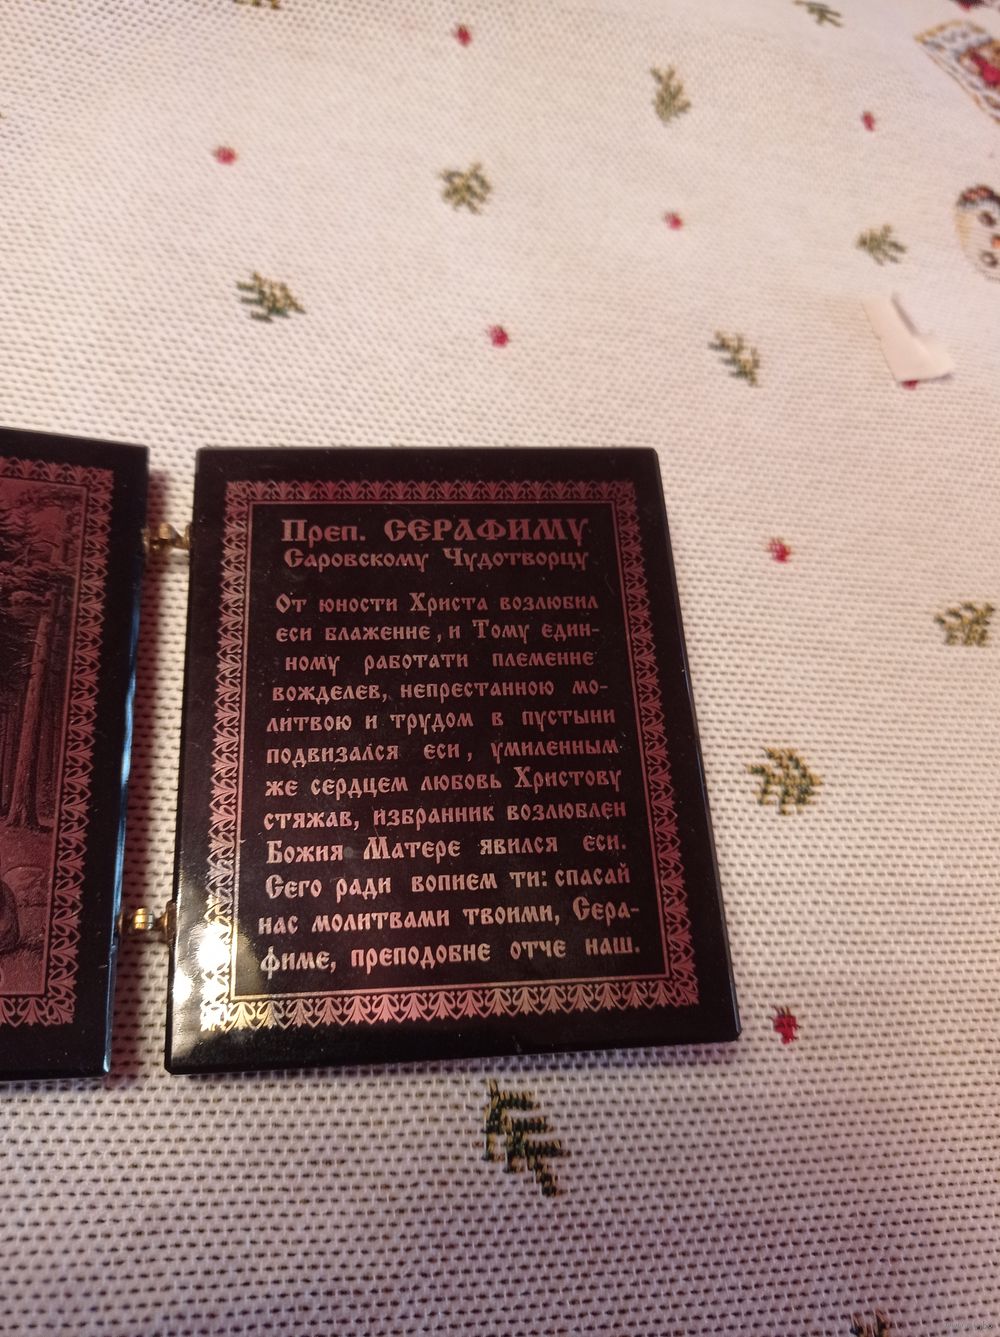 Преп. СЕРАФИМУ
Саровскому Чудотворцу
От юности Христа возлюбил
еси блаженне, и Тому един-
ному работати племенне
вожделев, непрестанною мо-
литвою и трудом в пустыни
подвизался еси, умиленным
же сердцем любовь Христову
стяжав, избранник возлюблен
Божия Матере явился еси.
Сего ради вопием ти: спасай
нас молитвами твоими, Сера-
фиме, преподобне отче наш.